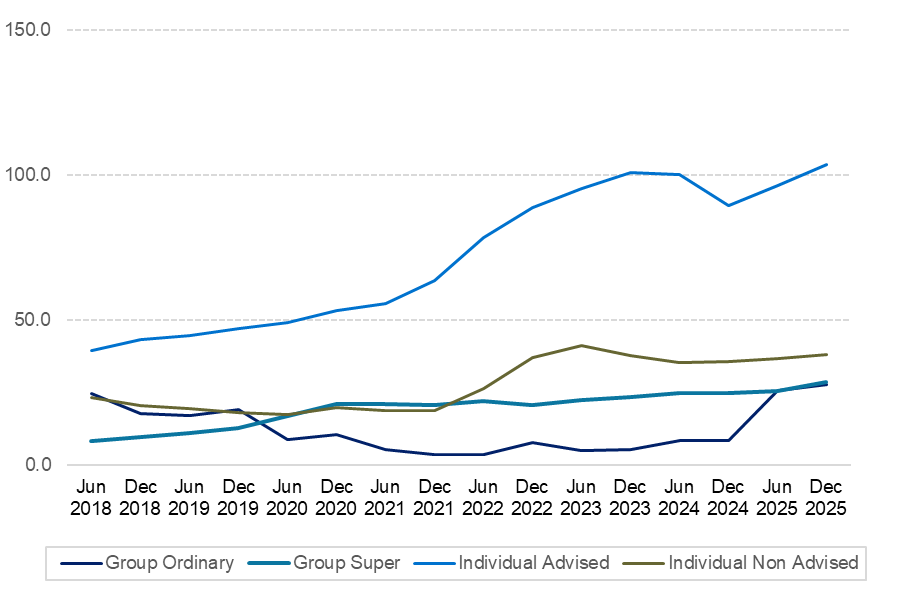 150.0
100.0
50.0
0.0
Jun Dec Jun Dec Jun Dec Jun Dec Jun Dec Jun Dec Jun Dec Jun Dec
2018 2018 2019 2019 2020 2020 2021 2021 2022 2022 2023 2023 2024 2024 2025 2025
Group Ordinary Group Super Individual Advised Individual Non Advised